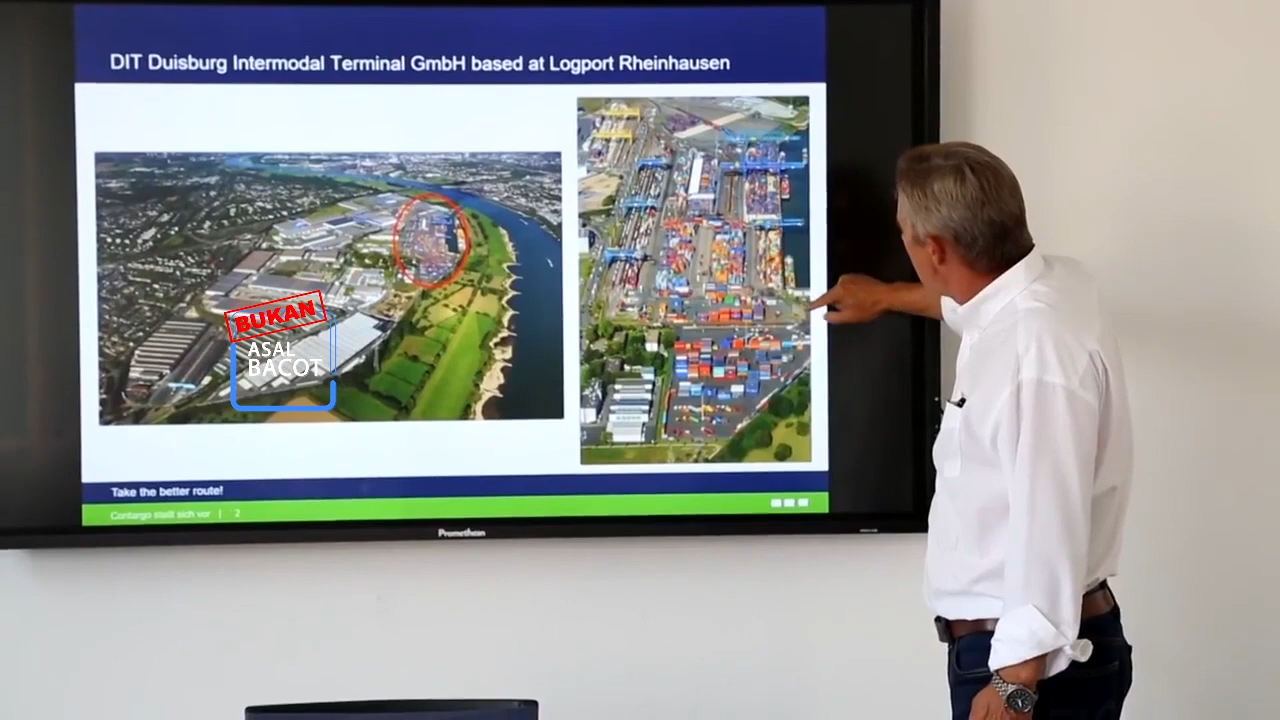 DIT Duisburg Intermodal Terminal GmbH based at Logport Rheinhausen
BUKAN
ASAL
BACOT
Take the better route!
Contargo stellt sich vor | 2
Promethean